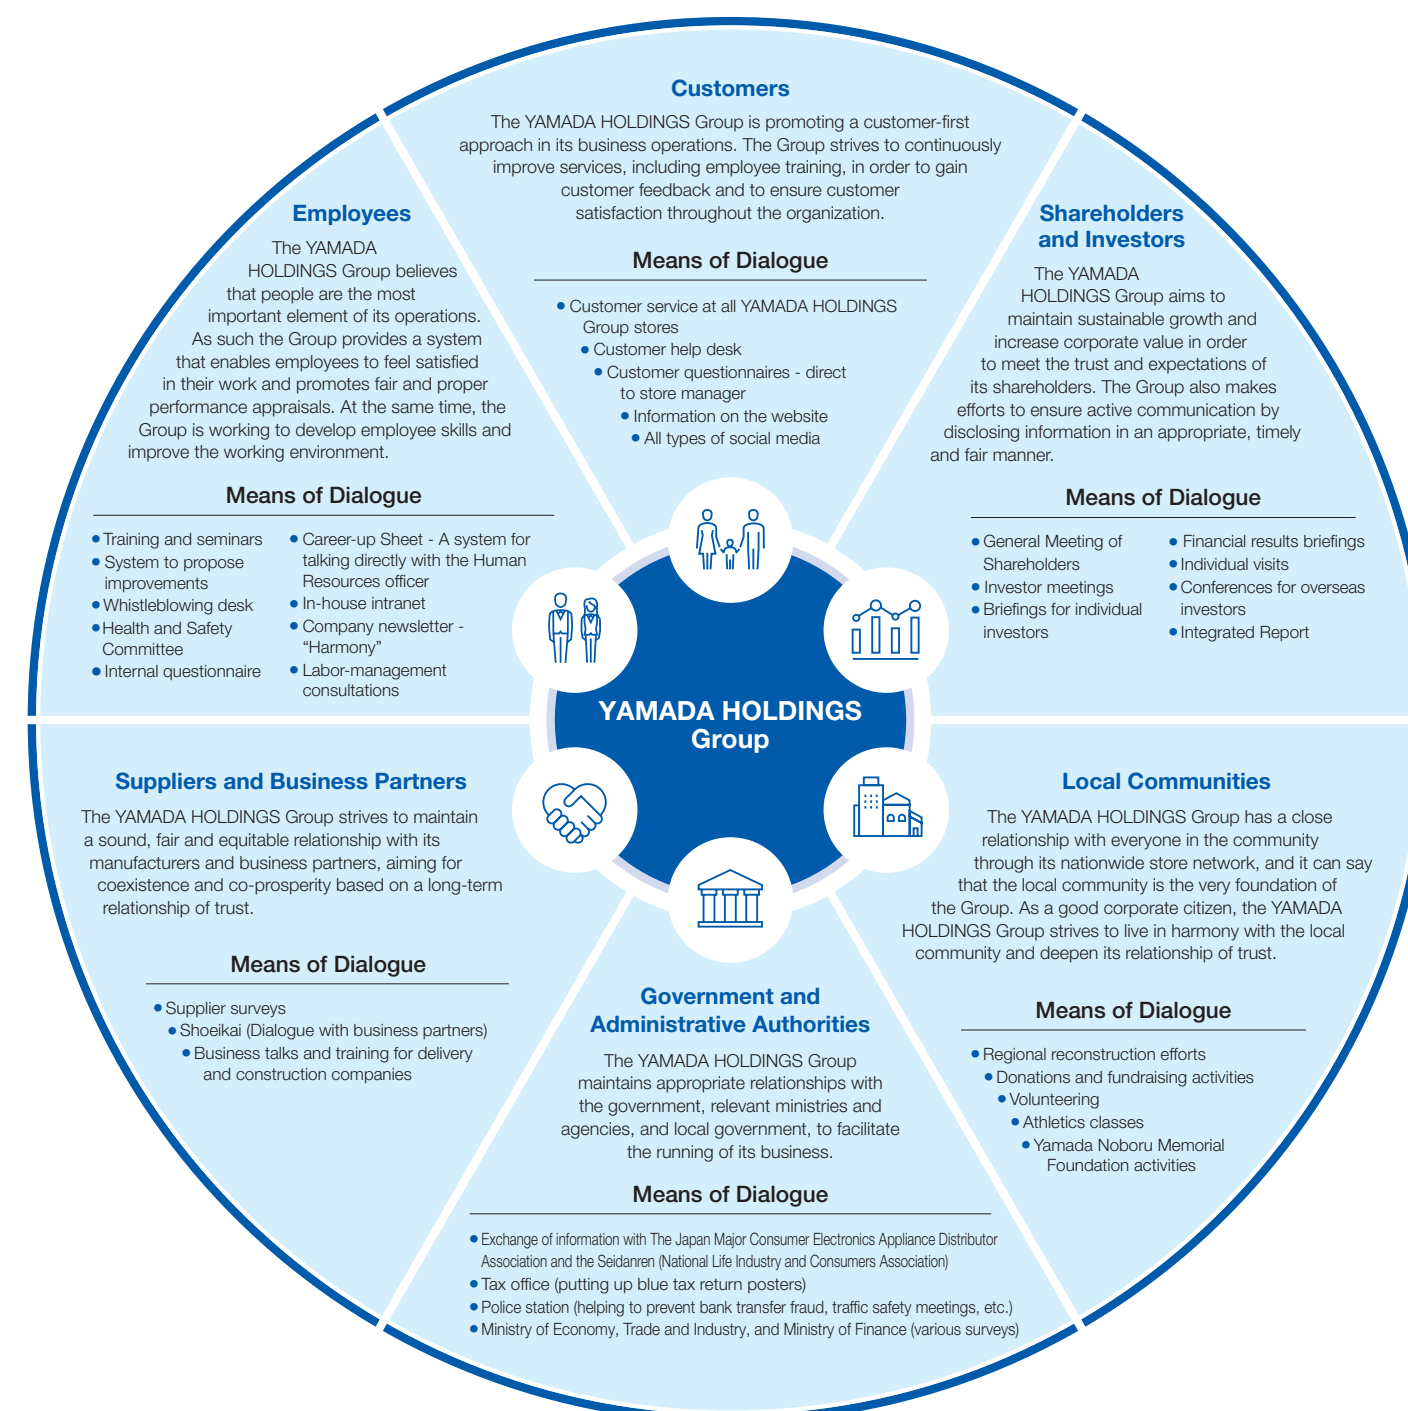 Customers
The YAMADA HOLDINGS Group is promoting a customer-first
approach in its business operations. The Group strives to continuously
improve services, including employee training, in order to gain
customer feedback and to ensure customer
satisfaction throughout the organization.
Means of Dialogue
• Customer service at all YAMADA HOLDINGS
Group stores
• Customer help desk
• Customer questionnaires - direct
to store manager
• Information on the website
• All types of social media
Employees
The YAMADA
HOLDINGS Group believes
that people are the most
important element of its operations.
As such the Group provides a system
that enables employees to feel satisfied
in their work and promotes fair and proper
performance appraisals. At the same time, the
Group is working to develop employee skills and
improve the working environment.
Means of Dialogue
• Training and seminars
• System to propose
improvements
• Whistleblowing desk
• Health and Safety
Committee
• Internal questionnaire
• Career-up Sheet - A system for
talking directly with the Human
Resources officer
• In-house intranet
• Company newsletter -
“Harmony”
• Labor-management
consultations
Shareholders
and Investors
The YAMADA
HOLDINGS Group aims to
maintain sustainable growth and
increase corporate value in order
to meet the trust and expectations of
its shareholders. The Group also makes
efforts to ensure active communication by
disclosing information in an appropriate, timely
and fair manner.
Means of Dialogue
• General Meeting of
Shareholders
• Investor meetings
• Briefings for individual
investors
• Financial results briefings
• Individual visits
• Conferences for overseas
investors
• Integrated Report
YAMADA HOLDINGS
Group
Suppliers and Business Partners
The YAMADA HOLDINGS Group strives to maintain
a sound, fair and equitable relationship with its
manufacturers and business partners, aiming for
coexistence and co-prosperity based on a long-term
relationship of trust.
Means of Dialogue
• Supplier surveys
• Shoeikai (Dialogue with business partners)
• Business talks and training for delivery
and construction companies
Local Communities
The YAMADA HOLDINGS Group has a close
relationship with everyone in the community
through its nationwide store network, and it can say
that the local community is the very foundation of
the Group. As a good corporate citizen, the YAMADA
HOLDINGS Group strives to live in harmony with the local
community and deepen its relationship of trust.
Means of Dialogue
• Regional reconstruction efforts
• Donations and fundraising activities
• Volunteering
• Athletics classes
• Yamada Noboru Memorial
Foundation activities
Government and
Administrative Authorities
The YAMADA HOLDINGS Group
maintains appropriate relationships with
the government, relevant ministries and
agencies, and local government, to facilitate
the running of its business.
Means of Dialogue
• Exchange of information with The Japan Major Consumer Electronics Appliance Distributor
Association and the Seidanren (National Life Industry and Consumers Association)
• Tax office (putting up blue tax return posters)
• Police station (helping to prevent bank transfer fraud, traffic safety meetings, etc.)
• Ministry of Economy, Trade and Industry, and Ministry of Finance (various surveys)